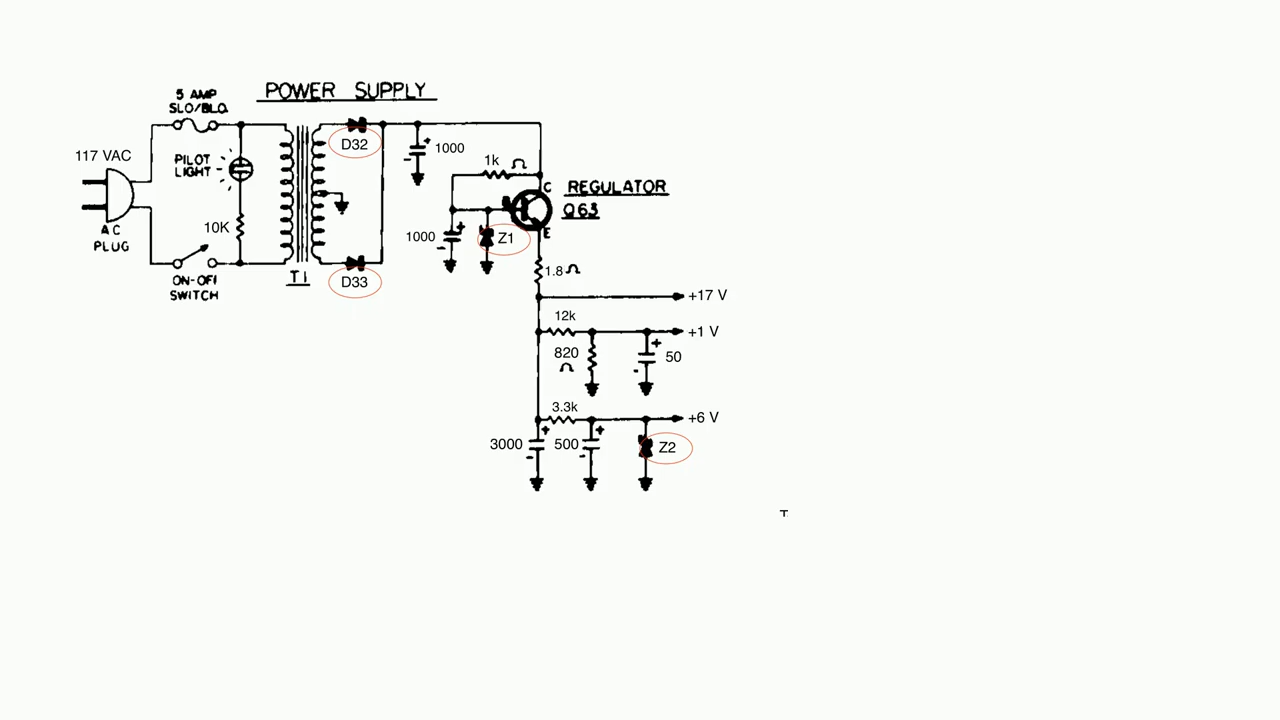 POWER SUPPLY
5 AMP
SLO/BLO.
117 VAC
AC
PLUG
PILOT
LIGHT
10K
ON-OFF
SWITCH
T1
D32
D33
+
-
1000
1k Ω
C
REGULATOR
Q63
B
E
1000
+
-
Z1
1.8 Ω
+17 V
12k
+1 V
820
Ω
+
-
50
3.3k
+6 V
3000
+
-
500
+
-
Z2